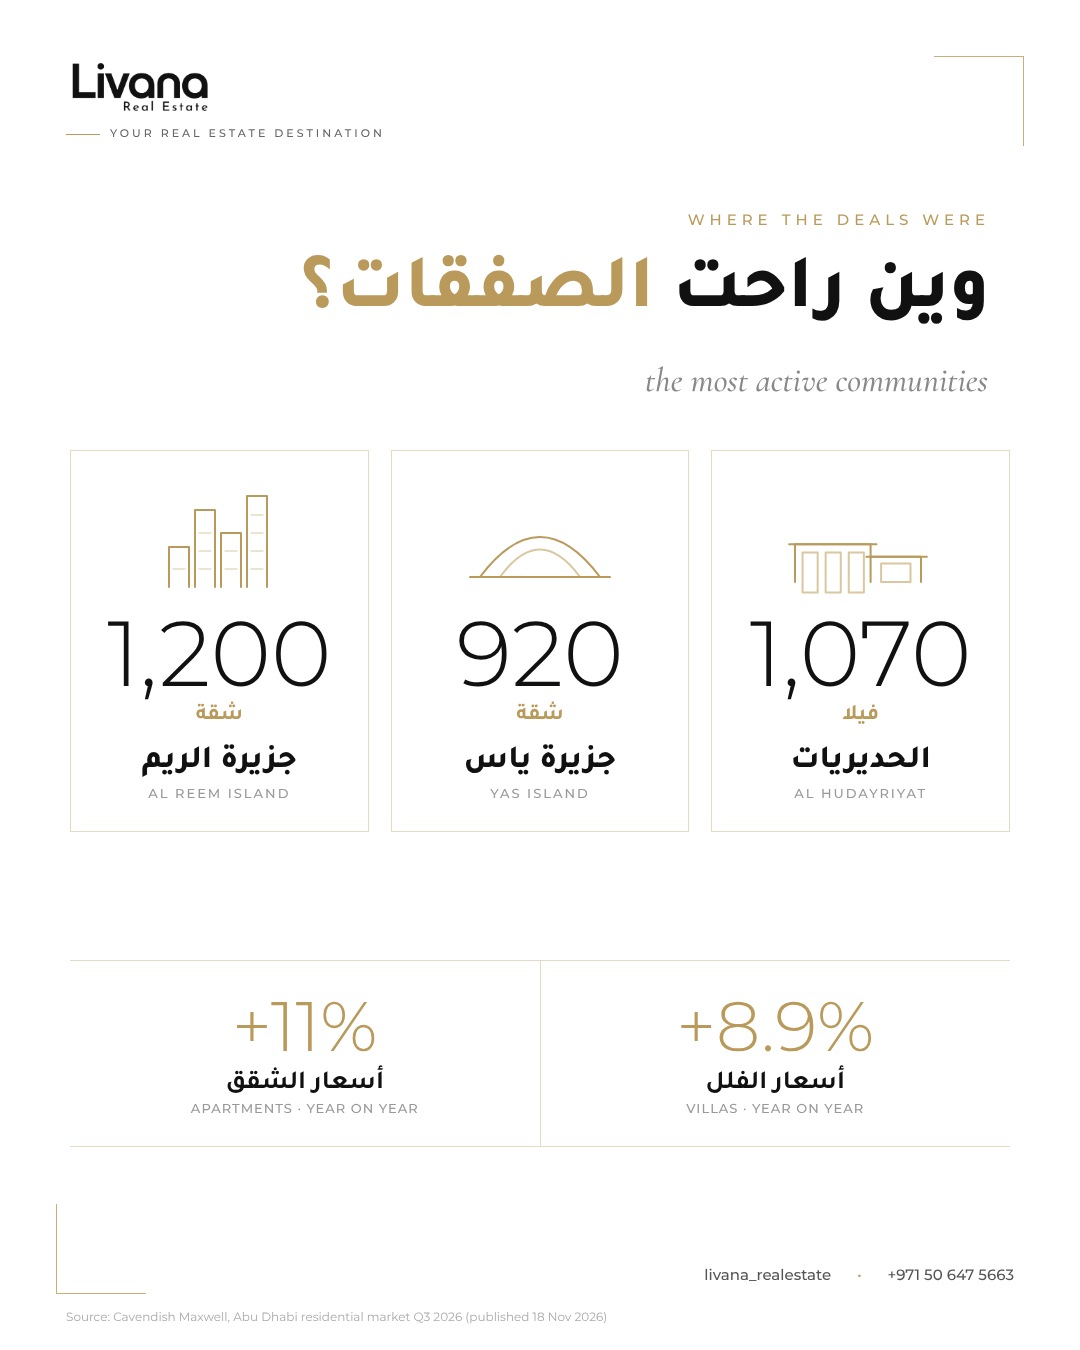 Livana
Real Estate
YOUR REAL ESTATE DESTINATION
WHERE THE DEALS WERE
وين راحت الصفقات؟
the most active communities
1,200
شقة
جزيرة الريم
AL REEM ISLAND
920
شقة
جزيرة ياس
YAS ISLAND
1,070
فيلا
الحديريات
AL HUDAYRIYAT
+11%
أسعار الشقق
APARTMENTS · YEAR ON YEAR
+8.9%
أسعار الفلل
VILLAS · YEAR ON YEAR
livana_realestate · +971 50 647 5663
Source: Cavendish Maxwell, Abu Dhabi residential market Q3 2026 (published 18 Nov 2026)